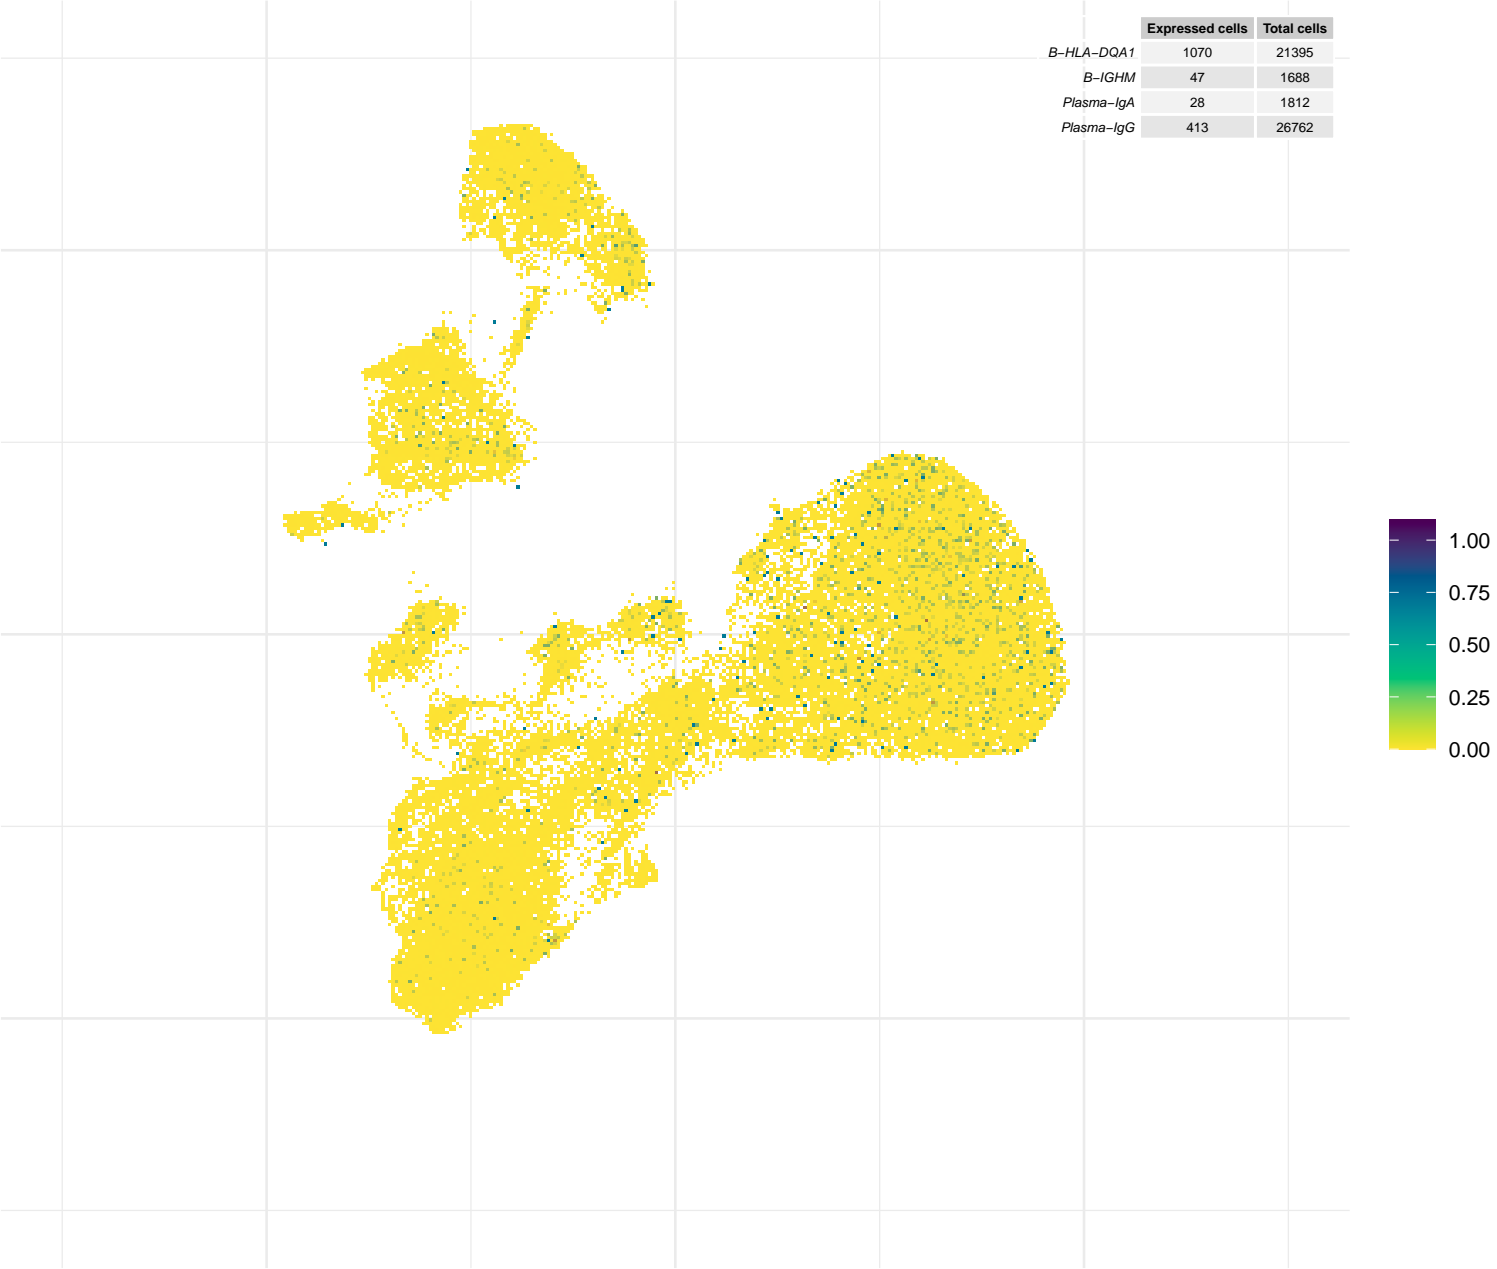 Expressed cells Total cells
B−HLA−DQA1 1070 21395
B−IGHM 47 1688
Plasma−IgA 28 1812
Plasma−IgG 413 26762
1.00
0.75
0.50
0.25
0.00